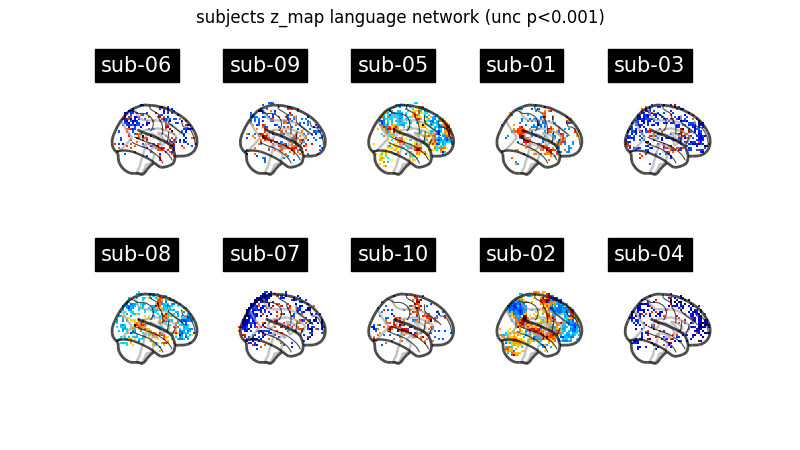 subjects z_map language network (unc p<0.001)
sub-06 sub-09 sub-05 sub-01 sub-03
sub-08 sub-07 sub-10 sub-02 sub-04